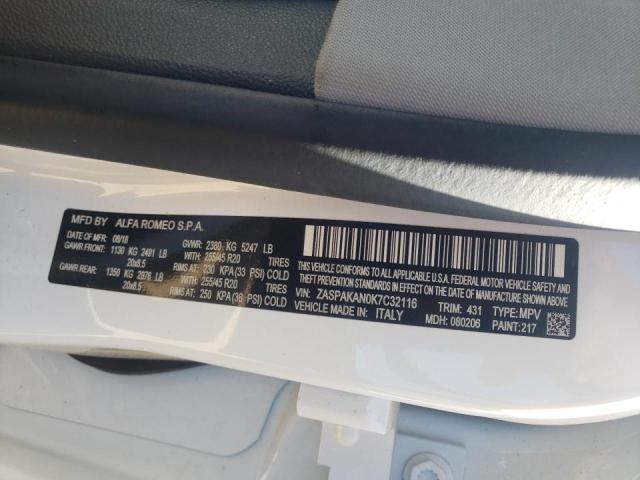 MFD BY ALFA ROMEO S.P.A.
DATE OF MFR: 08/18 GVWR: 2380 KG 5247 LB
GAWR FRONT: 1130 KG 2491 LB WITH: 255/45 R20 TIRES
20x8.5 RIMS AT: 230 KPA (33 PSI) COLD
GAWR REAR: 1350 KG 2976 LB WITH: 255/45 R20 TIRES
20x8.5 RIMS AT: 250 KPA (36 PSI) COLD
THIS VEHICLE CONFORMS TO ALL APPLICABLE U.S.A. FEDERAL MOTOR VEHICLE SAFETY AND
THEFT PREVENTION STANDARDS IN EFFECT ON THE DATE OF MANUFACTURE SHOWN ABOVE.
VIN: ZASPAKAN0K7C32116 TRIM: 431 TYPE: MPV
VEHICLE MADE IN: ITALY MDH: 080206 PAINT: 217